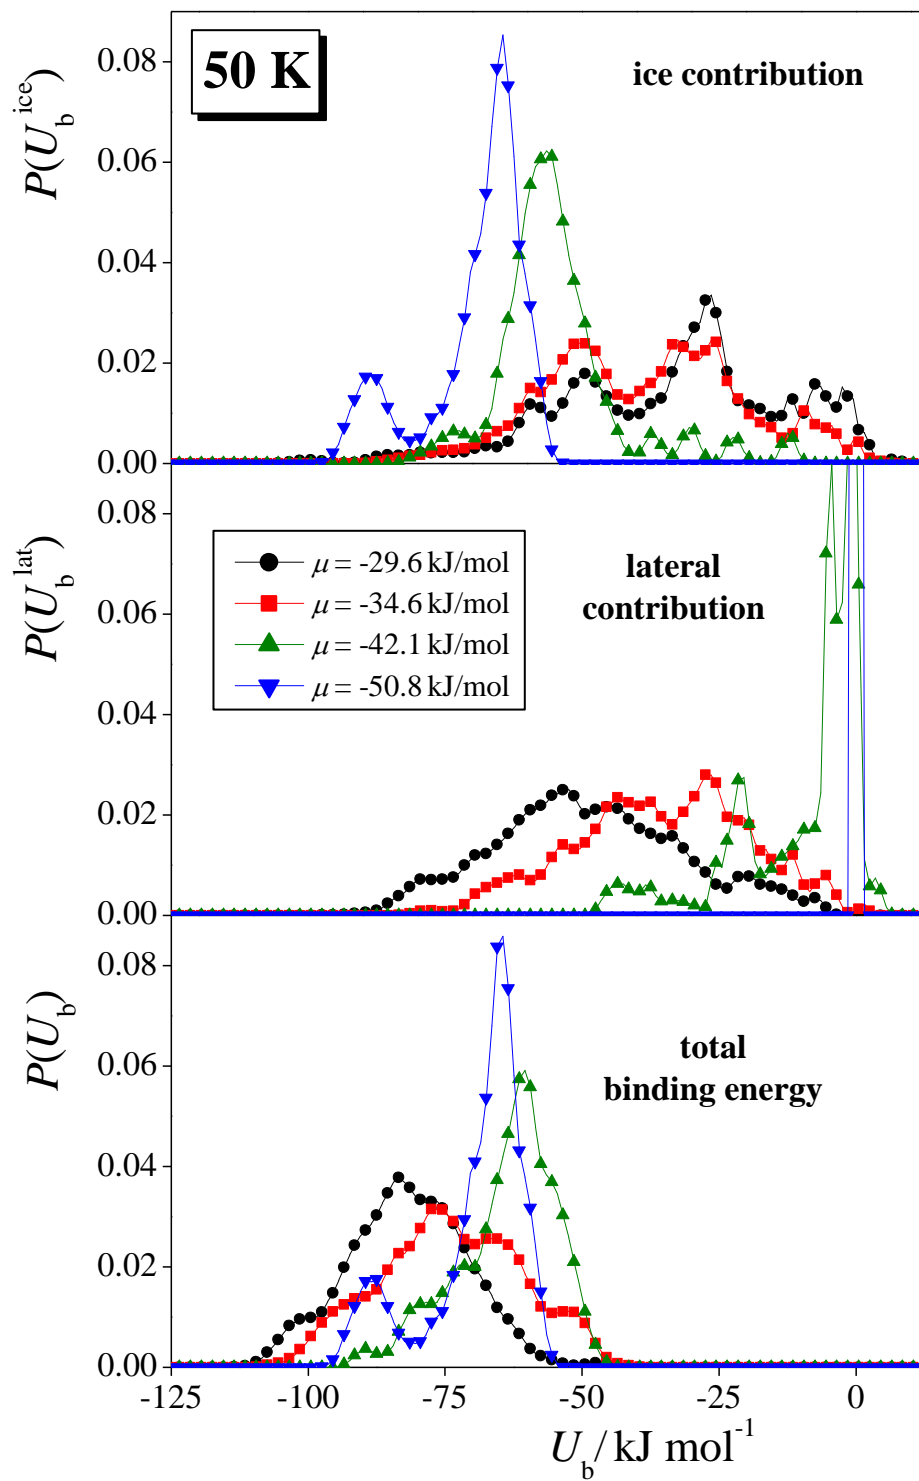 50 K
ice contribution
P(U_b^ice)
0.08
0.06
0.04
0.02
0.00
lateral
contribution
P(U_b^lat)
0.08
0.06
0.04
0.02
0.00
μ = -29.6 kJ/mol
μ = -34.6 kJ/mol
μ = -42.1 kJ/mol
μ = -50.8 kJ/mol
total
binding energy
P(U_b)
0.08
0.06
0.04
0.02
0.00
-125 -100 -75 -50 -25 0
U_b/ kJ mol^-1